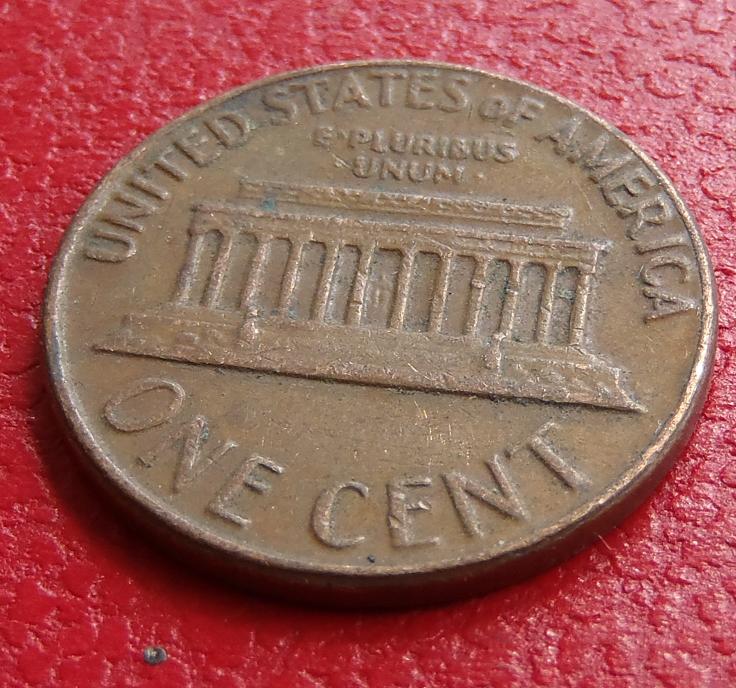 UNITED STATES OF AMERICA
E·PLURIBUS
UNUM·
ONE CENT